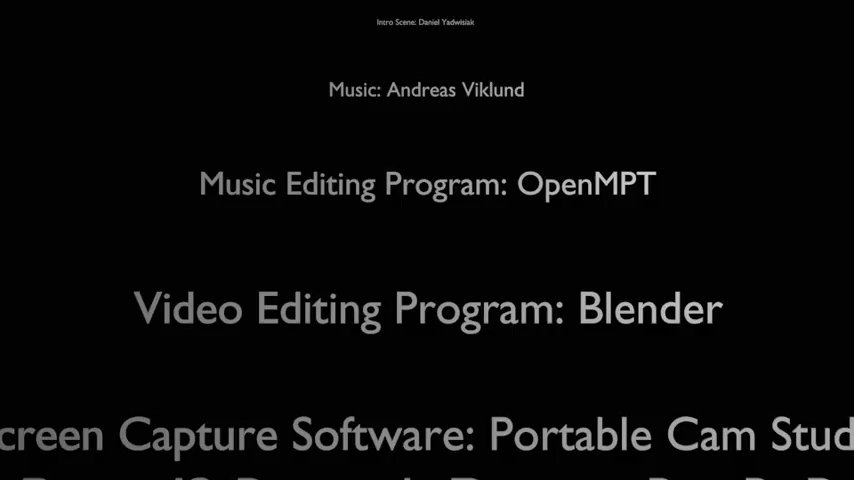 Intro Scene: Daniel Yadwisiak
Music: Andreas Viklund
Music Editing Program: OpenMPT
Video Editing Program: Blender
creen Capture Software: Portable Cam Stud